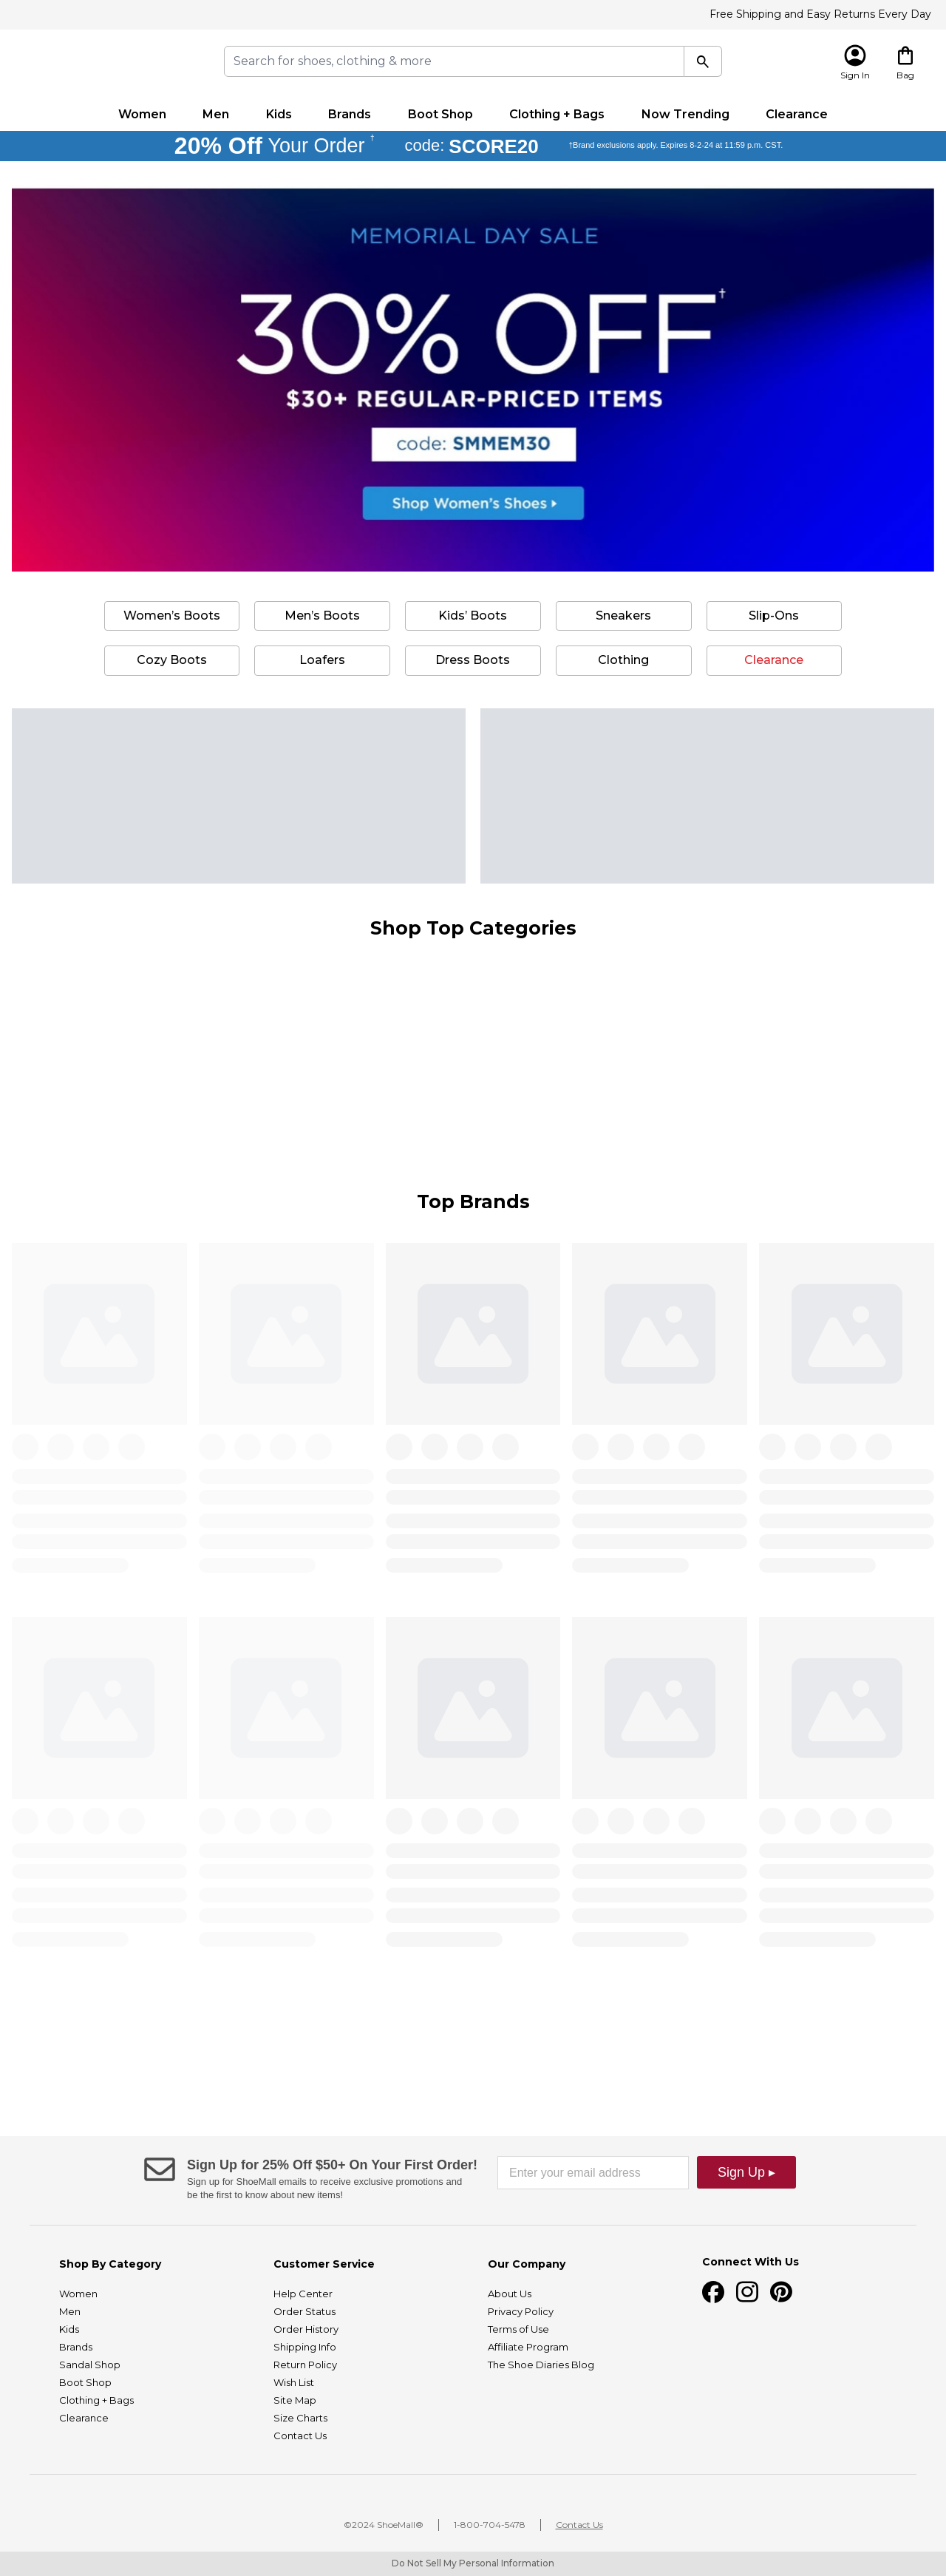 Free Shipping and Easy Returns Every Day
Search for shoes, clothing & more
Sign In
Bag
Women
Men
Kids
Brands
Boot Shop
Clothing + Bags
Now Trending
Clearance
20% Off Your Order †
code: SCORE20
†Brand exclusions apply. Expires 8-2-24 at 11:59 p.m. CST.
MEMORIAL DAY SALE
30% OFF†
$30+ REGULAR-PRICED ITEMS
code: SMMEM30
Shop Women's Shoes ▸
Women’s Boots
Men’s Boots
Kids’ Boots
Sneakers
Slip-Ons
Cozy Boots
Loafers
Dress Boots
Clothing
Clearance
Shop Top Categories
Top Brands
Sign Up for 25% Off $50+ On Your First Order!
Sign up for ShoeMall emails to receive exclusive promotions and
be the first to know about new items!
Enter your email address
Sign Up ▸
Shop By Category
Women
Men
Kids
Brands
Sandal Shop
Boot Shop
Clothing + Bags
Clearance
Customer Service
Help Center
Order Status
Order History
Shipping Info
Return Policy
Wish List
Site Map
Size Charts
Contact Us
Our Company
About Us
Privacy Policy
Terms of Use
Affiliate Program
The Shoe Diaries Blog
Connect With Us
©2024 ShoeMall®
1-800-704-5478
Contact Us
Do Not Sell My Personal Information